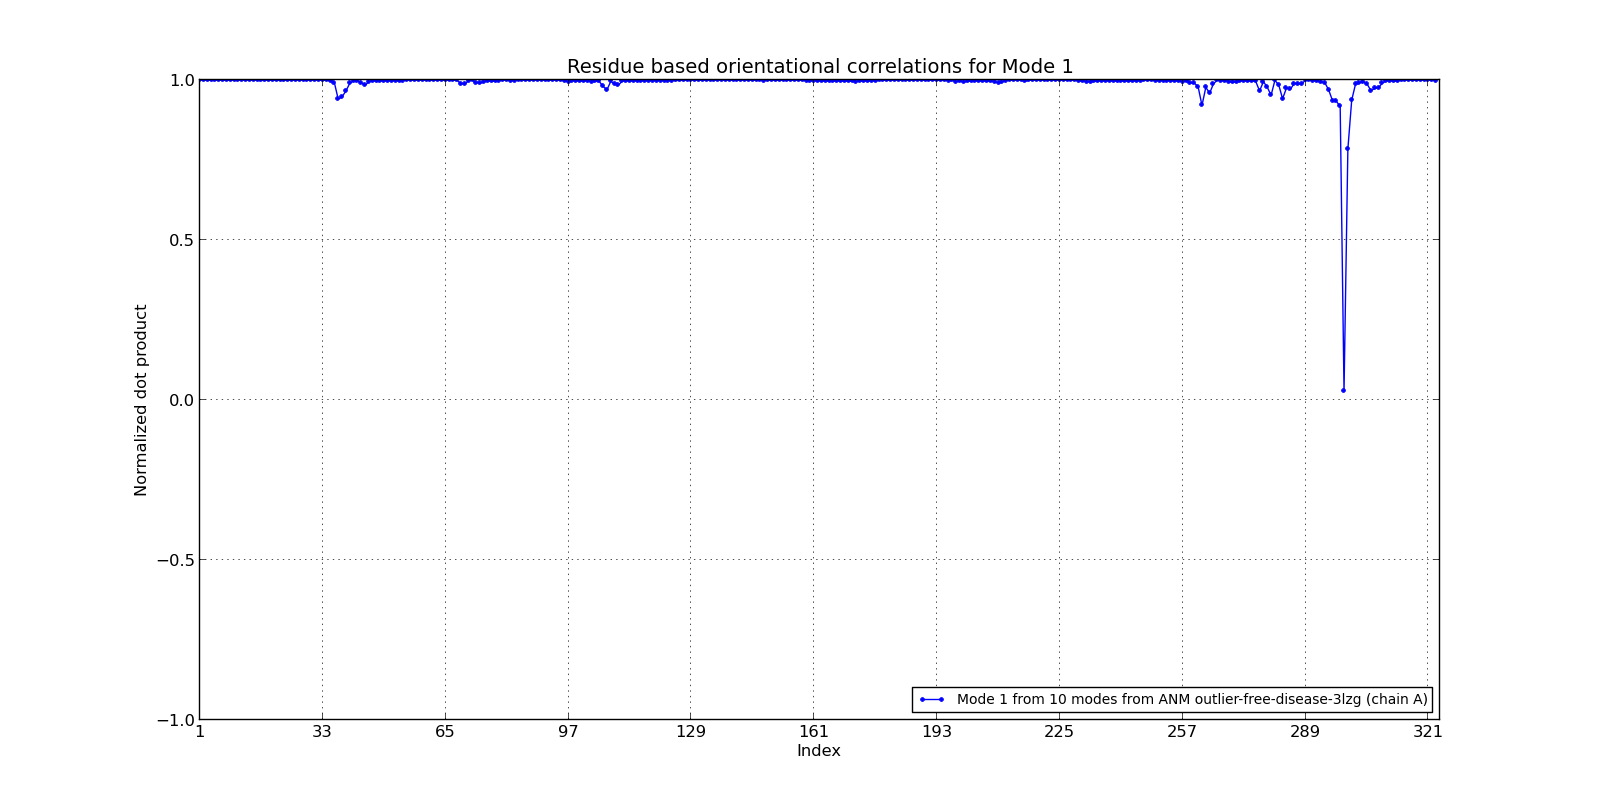 Residue based orientational correlations for Mode 1
1.0
0.5
0.0
−0.5
−1.0
Normalized dot product
Mode 1 from 10 modes from ANM outlier-free-disease-3lzg (chain A)
1 33 65 97 129 161 193 225 257 289 321
Index